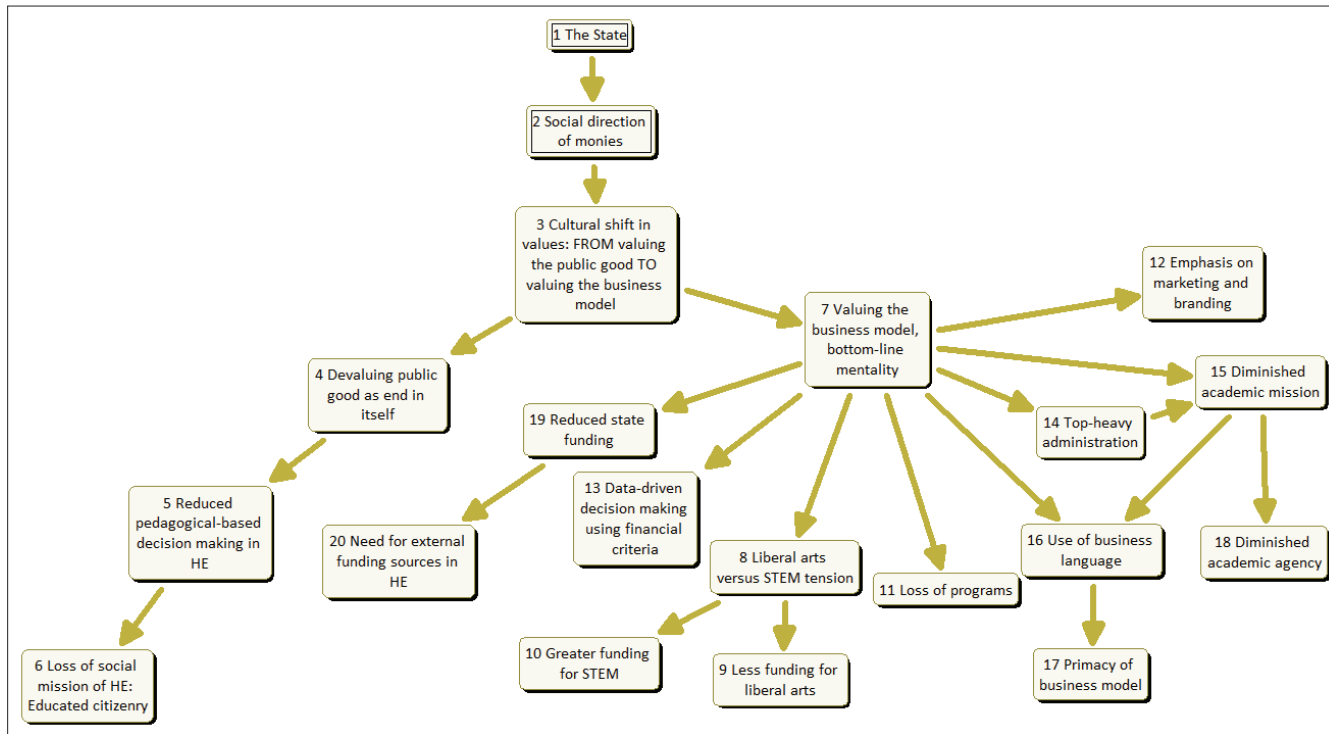 1 The State
2 Social direction
of monies
3 Cultural shift in
values: FROM valuing
the public good TO
valuing the business
model
12 Emphasis on
marketing and
branding
7 Valuing the
business model,
bottom-line
mentality
4 Devaluing public
good as end in
itself
15 Diminished
academic mission
19 Reduced state
funding
14 Top-heavy
administration
5 Reduced
pedagogical-based
decision making in
HE
13 Data-driven
decision making
using financial
criteria
20 Need for external
funding sources in
HE
8 Liberal arts
versus STEM tension
16 Use of business
language
18 Diminished
academic agency
11 Loss of programs
6 Loss of social
mission of HE:
Educated citizenry
10 Greater funding
for STEM
9 Less funding for
liberal arts
17 Primacy of
business model